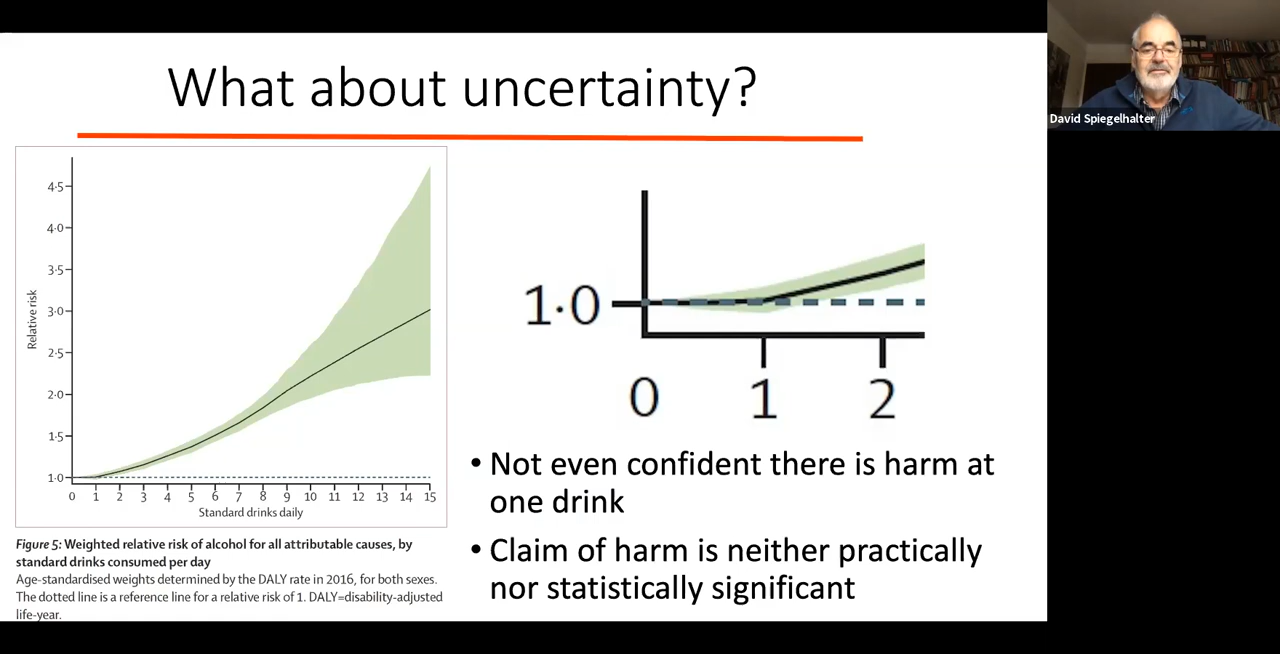 What about uncertainty?
David Spiegelhalter
4·5
4·0
3·5
3·0
2·5
2·0
1·5
1·0
Relative risk
0 1 2 3 4 5 6 7 8 9 10 11 12 13 14 15
Standard drinks daily
Figure 5: Weighted relative risk of alcohol for all attributable causes, by
standard drinks consumed per day
Age-standardised weights determined by the DALY rate in 2016, for both sexes.
The dotted line is a reference line for a relative risk of 1. DALY=disability-adjusted
life-year.
1·0
0 1 2
• Not even confident there is harm at
one drink
• Claim of harm is neither practically
nor statistically significant